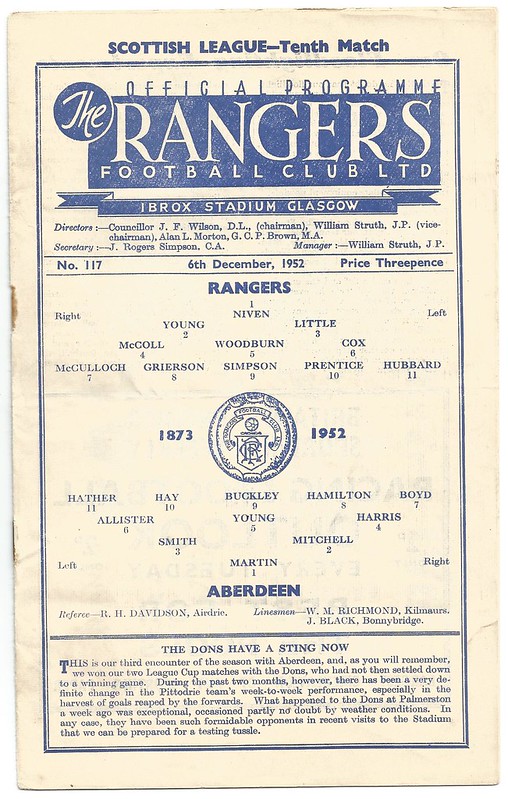 SCOTTISH LEAGUE—Tenth Match
OFFICIAL PROGRAMME
The RANGERS
FOOTBALL CLUB LTD
IBROX STADIUM GLASGOW
Directors :—Councillor J. F. Wilson, D.L., (chairman), William Struth, J.P. (vice-
chairman), Alan L. Morton, G. C. P. Brown, M.A.
Secretary :—J. Rogers Simpson, C.A. Manager :—William Struth, J P.
No. 117 6th December, 1952 Price Threepence
RANGERS
1
Right NIVEN Left
YOUNG LITTLE
2 3
McCOLL WOODBURN COX
4 5 6
McCULLOCH GRIERSON SIMPSON PRENTICE HUBBARD
7 8 9 10 11
1873 1952
HATHER HAY BUCKLEY HAMILTON BOYD
11 10 9 8 7
ALLISTER YOUNG HARRIS
6 5 4
SMITH MITCHELL
3 2
Left MARTIN Right
1
ABERDEEN
Referee—R. H. DAVIDSON, Airdrie. Linesmen—W. M. RICHMOND, Kilmaurs.
J. BLACK, Bonnybridge.
THE DONS HAVE A STING NOW
THIS is our third encounter of the season with Aberdeen, and, as you will remember,
we won our two League Cup matches with the Dons, who had not then settled down
to a winning game. During the past two months, however, there has been a very de-
finite change in the Pittodrie team's week-to-week performance, especially in the
harvest of goals reaped by the forwards. What happened to the Dons at Palmerston
a week ago was exceptional, occasioned partly no doubt by weather conditions. In
any case, they have been such formidable opponents in recent visits to the Stadium
that we can be prepared for a testing tussle.